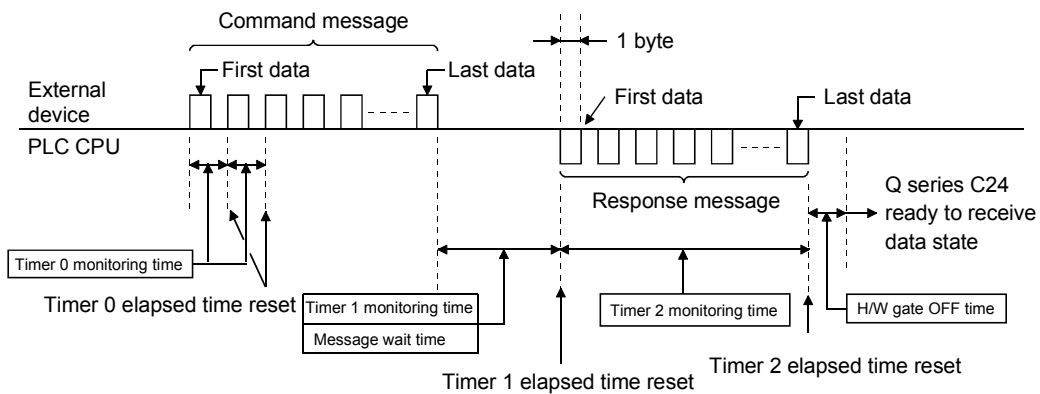 Command message
1 byte
First data
Last data
External
device
First data
Last data
PLC CPU
Response message
Q series C24
ready to receive
data state
Timer 0 monitoring time
Timer 0 elapsed time reset
Timer 1 monitoring time
Message wait time
Timer 2 monitoring time
H/W gate OFF time
Timer 1 elapsed time reset
Timer 2 elapsed time reset